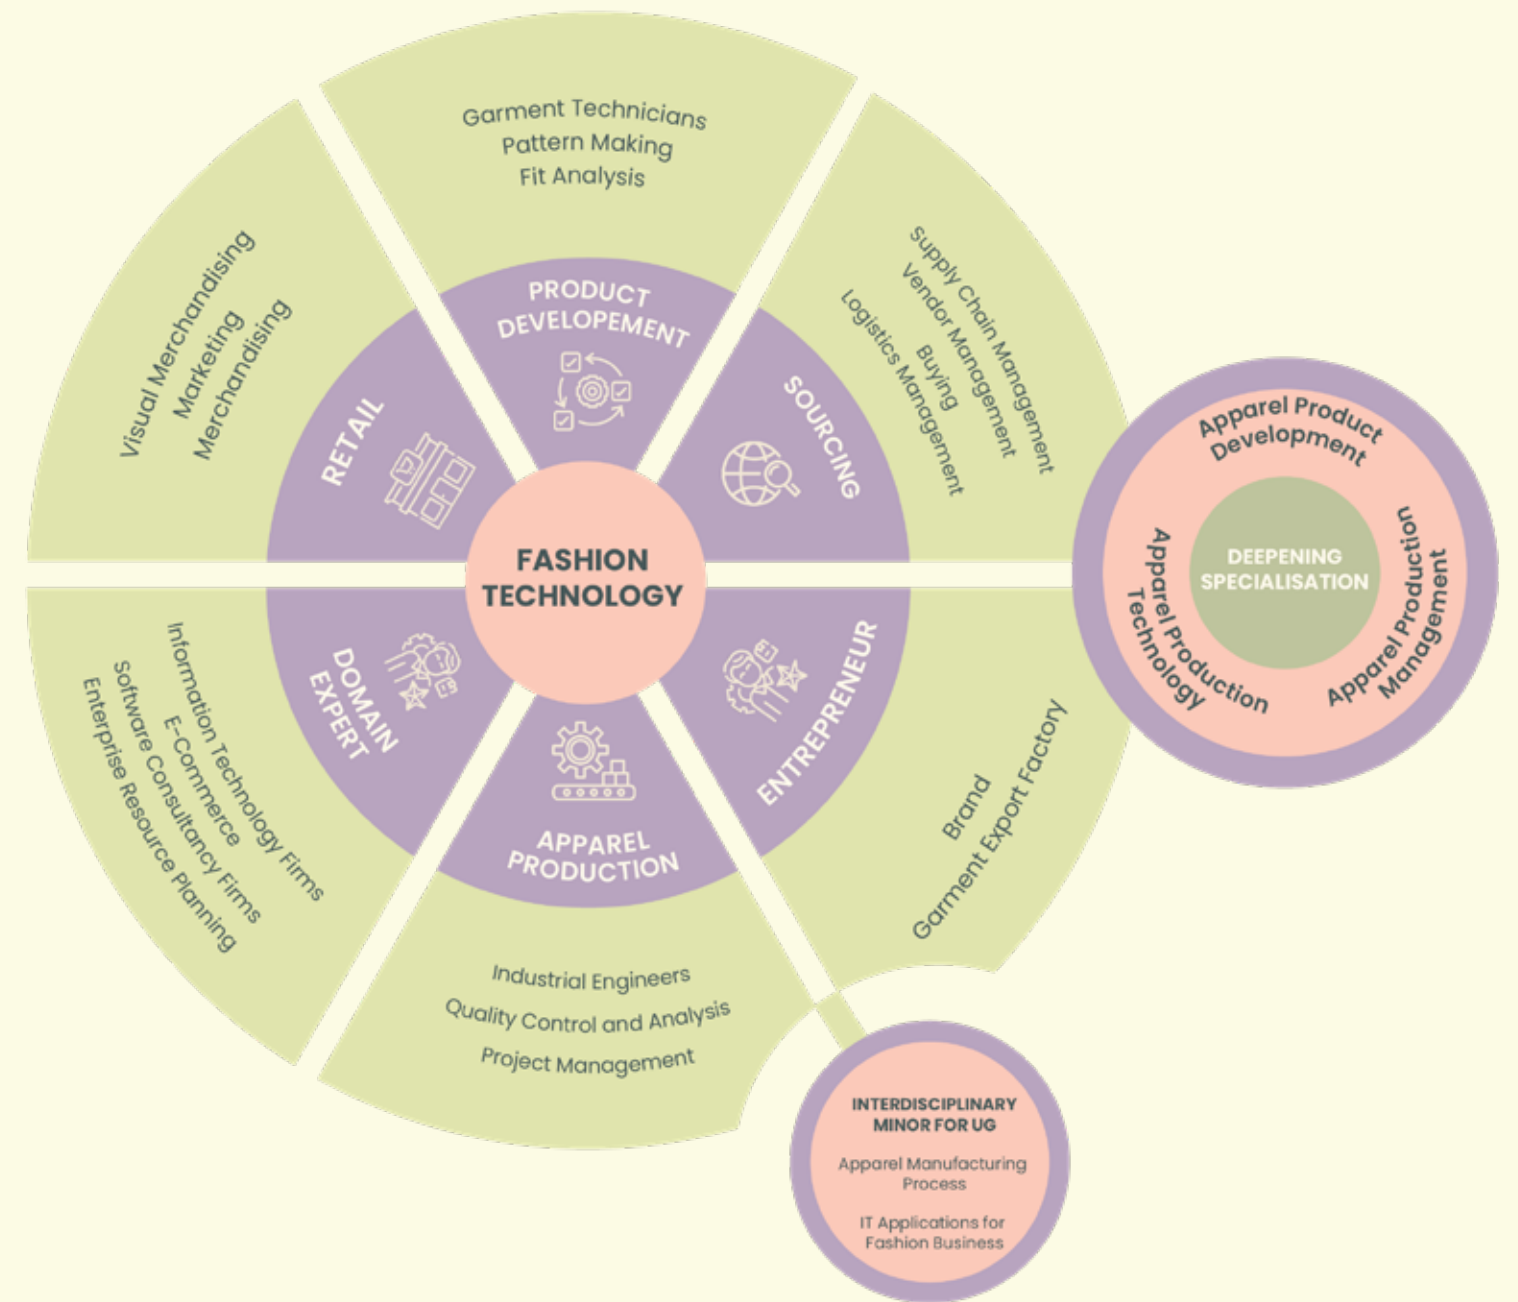 Garment Technicians
Pattern Making
Fit Analysis
PRODUCT
DEVELOPEMENT
Supply Chain Management
Vendor Management
Buying
Logistics Management
SOURCING
Visual Merchandising
Marketing
Merchandising
RETAIL
FASHION
TECHNOLOGY
Apparel Product
Development
DEEPENING
SPECIALISATION
Apparel Production
Technology
Apparel Production
Management
DOMAIN
EXPERT
Information Technology Firms
E-Commerce
Software Consultancy Firms
Enterprise Resource Planning
APPAREL
PRODUCTION
Industrial Engineers
Quality Control and Analysis
Project Management
ENTREPRENEUR
Brand
Garment Export Factory
INTERDISCIPLINARY
MINOR FOR UG
Apparel Manufacturing
Process
IT Applications for
Fashion Business